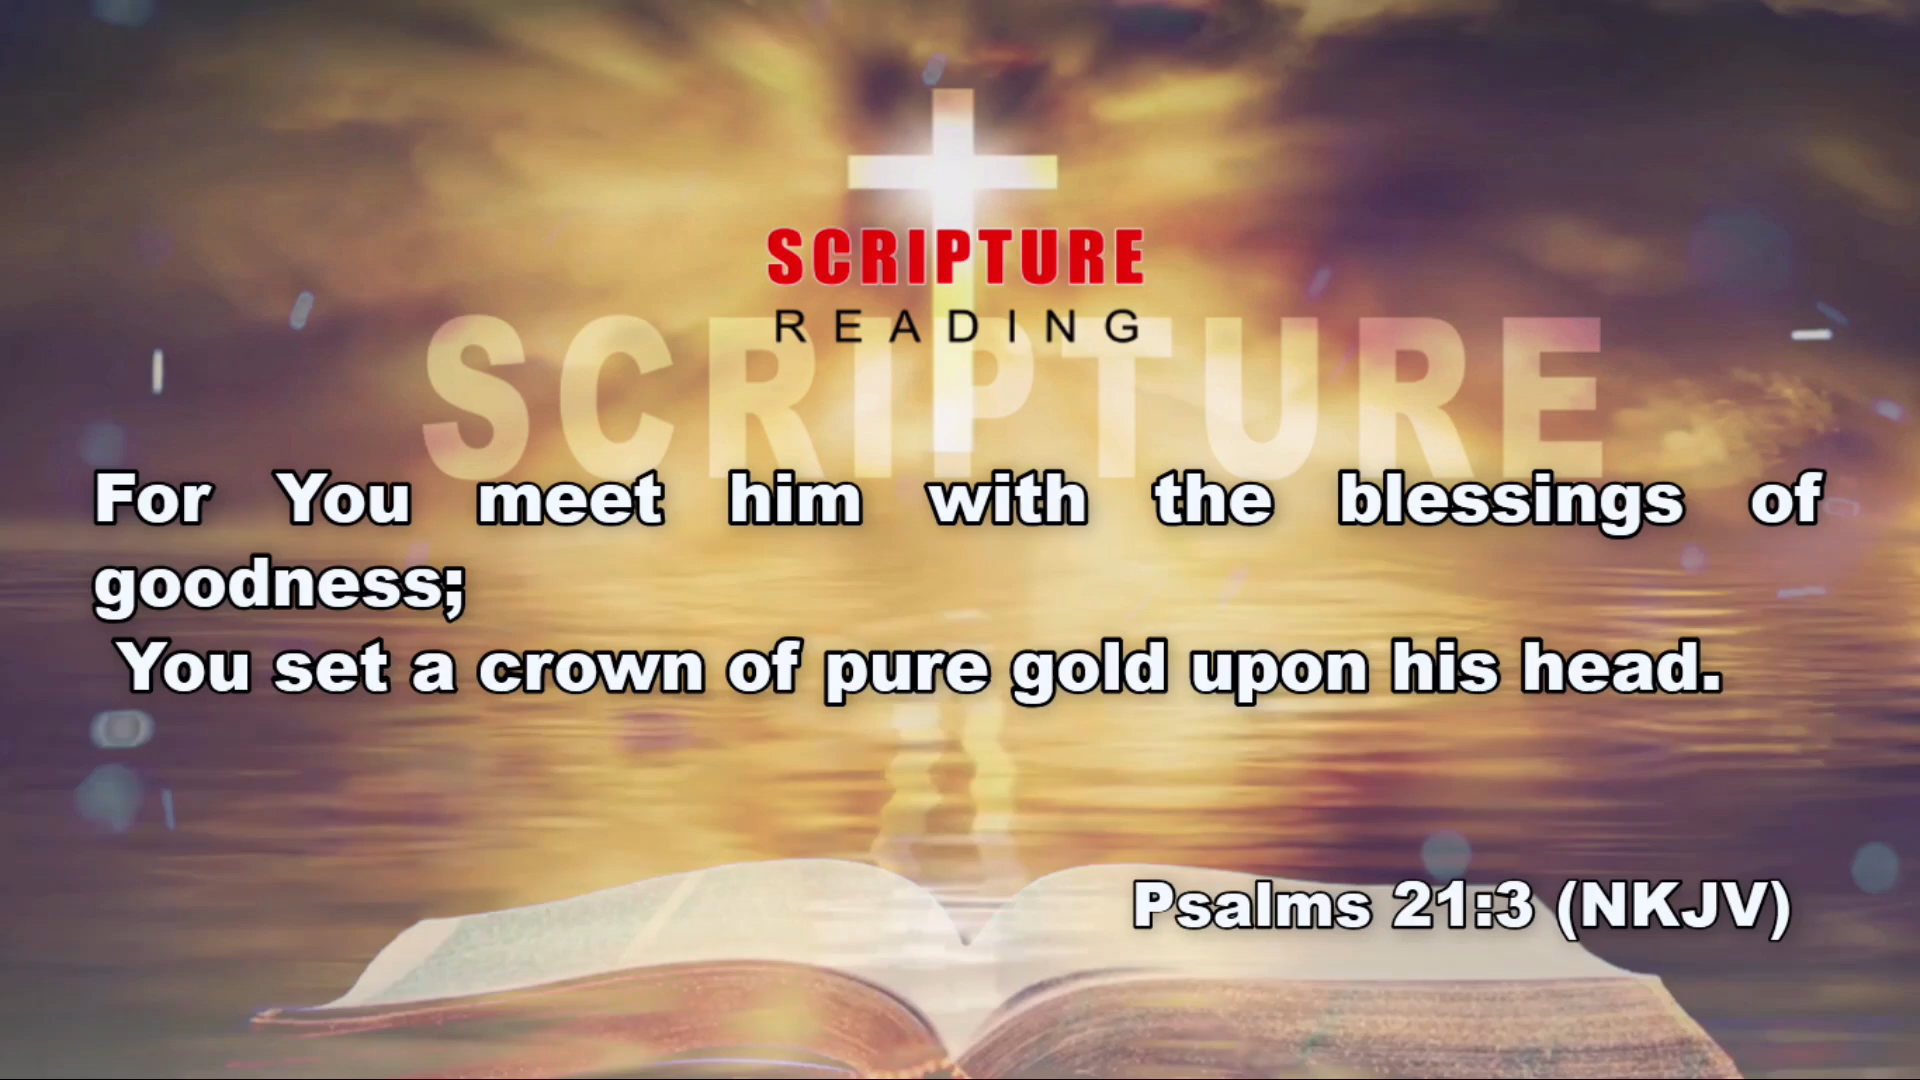 SCRIPTURE
READING
SCRIPTURE
For You meet him with the blessings of
goodness;
You set a crown of pure gold upon his head.
Psalms 21:3 (NKJV)